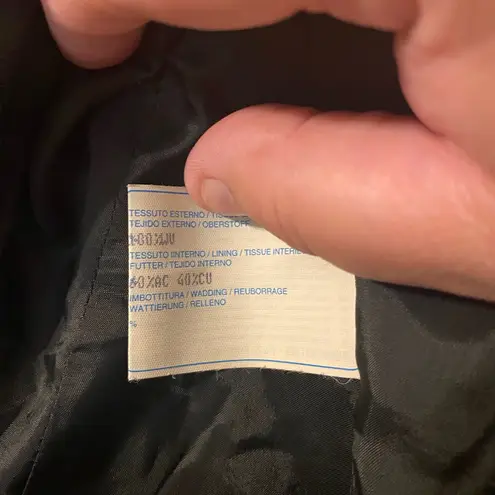 TESSUTO ESTERNO /
TEJIDO EXTERNO / OBERSTOFF
100%WV
TESSUTO INTERNO / LINING / TISSUE INTERIE
FUTTER / TEJIDO INTERNO
60%AC 40%CU
IMBOTTITURA / WADDING / REUBORRAGE
WATTIERUNG / RELLENO
%